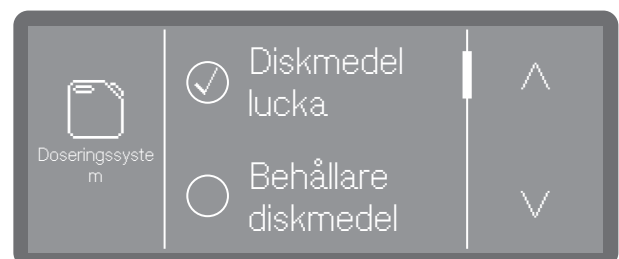 Doseringssyste
m
Diskmedel
lucka
Behållare
diskmedel